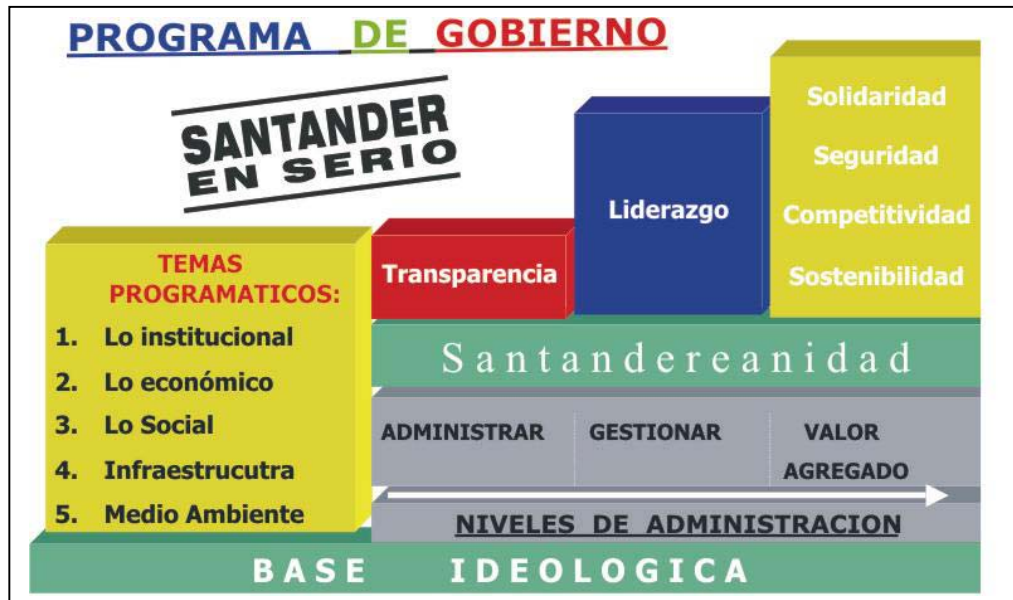 PROGRAMA DE GOBIERNO
SANTANDER
EN SERIO
TEMAS
PROGRAMATICOS:
1. Lo institucional
2. Lo económico
3. Lo Social
4. Infraestrucutra
5. Medio Ambiente
Transparencia
Liderazgo
Solidaridad
Seguridad
Competitividad
Sostenibilidad
Santandereanidad
ADMINISTRAR
GESTIONAR
VALOR
AGREGADO
NIVELES DE ADMINISTRACION
BASE IDEOLOGICA